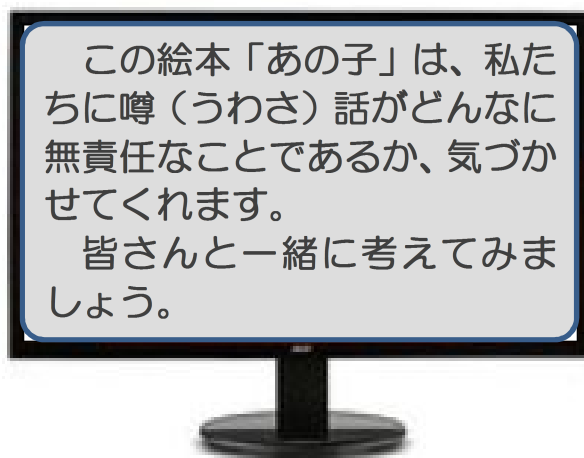 この絵本「あの子」は、私た
ちに噂（うわさ）話がどんなに
無責任なことであるか、気づか
せてくれます。
　皆さんと一緒に考えてみま
しょう。